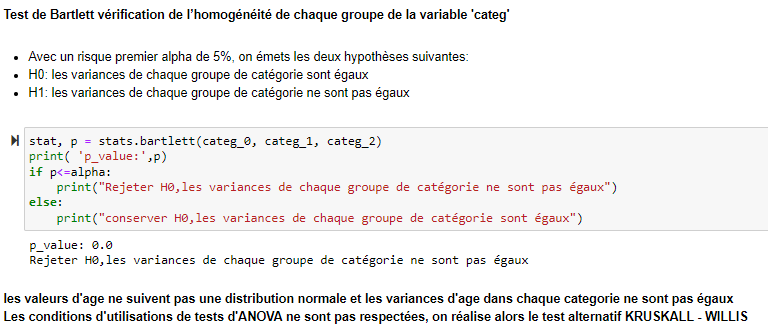 Test de Bartlett vérification de l'homogénéité de chaque groupe de la variable 'categ'
• Avec un risque premier alpha de 5%, on émets les deux hypothèses suivantes:
• H0: les variances de chaque groupe de catégorie sont égaux
• H1: les variances de chaque groupe de catégorie ne sont pas égaux
stat, p = stats.bartlett(categ_0, categ_1, categ_2)
print( 'p_value:',p)
if p<=alpha:
    print("Rejeter H0,les variances de chaque groupe de catégorie ne sont pas égaux")
else:
    print("conserver H0,les variances de chaque groupe de catégorie sont égaux")
p_value: 0.0
Rejeter H0,les variances de chaque groupe de catégorie ne sont pas égaux
les valeurs d'age ne suivent pas une distribution normale et les variances d'age dans chaque categorie ne sont pas égaux
Les conditions d'utilisations de tests d'ANOVA ne sont pas respectées, on réalise alors le test alternatif KRUSKALL - WILLIS